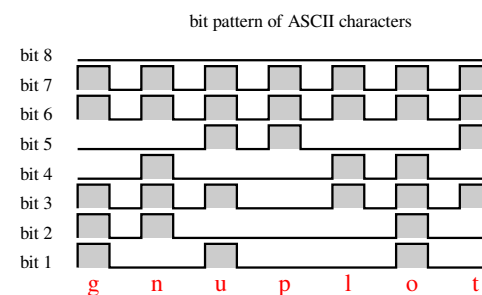 bit pattern of ASCII characters
bit 8
bit 7
bit 6
bit 5
bit 4
bit 3
bit 2
bit 1
g n u p l o t